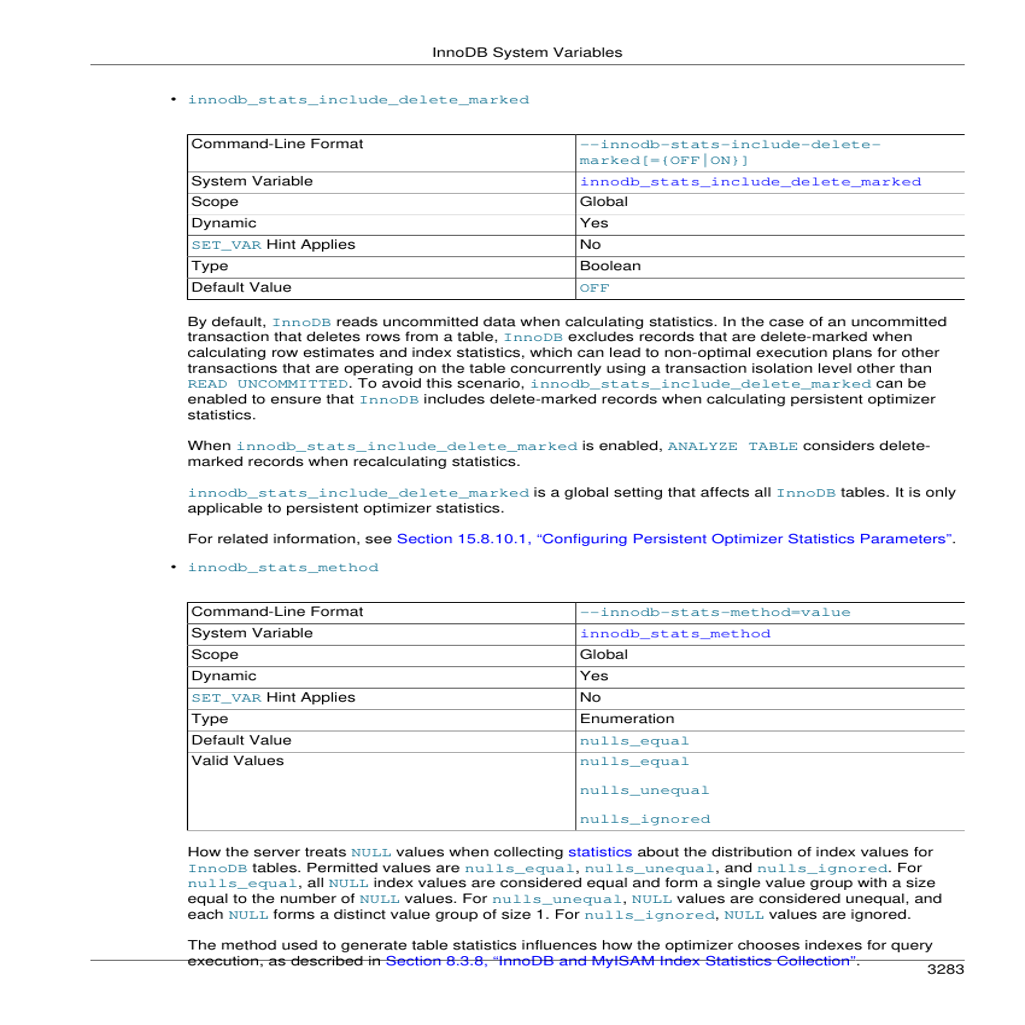 InnoDB System Variables
• innodb_stats_include_delete_marked
Command-Line Format --innodb-stats-include-delete-
marked[={OFF|ON}]
System Variable innodb_stats_include_delete_marked
Scope Global
Dynamic Yes
SET_VAR Hint Applies No
Type Boolean
Default Value OFF
By default, InnoDB reads uncommitted data when calculating statistics. In the case of an uncommitted
transaction that deletes rows from a table, InnoDB excludes records that are delete-marked when
calculating row estimates and index statistics, which can lead to non-optimal execution plans for other
transactions that are operating on the table concurrently using a transaction isolation level other than
READ UNCOMMITTED. To avoid this scenario, innodb_stats_include_delete_marked can be
enabled to ensure that InnoDB includes delete-marked records when calculating persistent optimizer
statistics.
When innodb_stats_include_delete_marked is enabled, ANALYZE TABLE considers delete-
marked records when recalculating statistics.
innodb_stats_include_delete_marked is a global setting that affects all InnoDB tables. It is only
applicable to persistent optimizer statistics.
For related information, see Section 15.8.10.1, “Configuring Persistent Optimizer Statistics Parameters”.
• innodb_stats_method
Command-Line Format --innodb-stats-method=value
System Variable innodb_stats_method
Scope Global
Dynamic Yes
SET_VAR Hint Applies No
Type Enumeration
Default Value nulls_equal
Valid Values nulls_equal
nulls_unequal
nulls_ignored
How the server treats NULL values when collecting statistics about the distribution of index values for
InnoDB tables. Permitted values are nulls_equal, nulls_unequal, and nulls_ignored. For
nulls_equal, all NULL index values are considered equal and form a single value group with a size
equal to the number of NULL values. For nulls_unequal, NULL values are considered unequal, and
each NULL forms a distinct value group of size 1. For nulls_ignored, NULL values are ignored.
The method used to generate table statistics influences how the optimizer chooses indexes for query
execution, as described in Section 8.3.8, “InnoDB and MyISAM Index Statistics Collection”.
3283